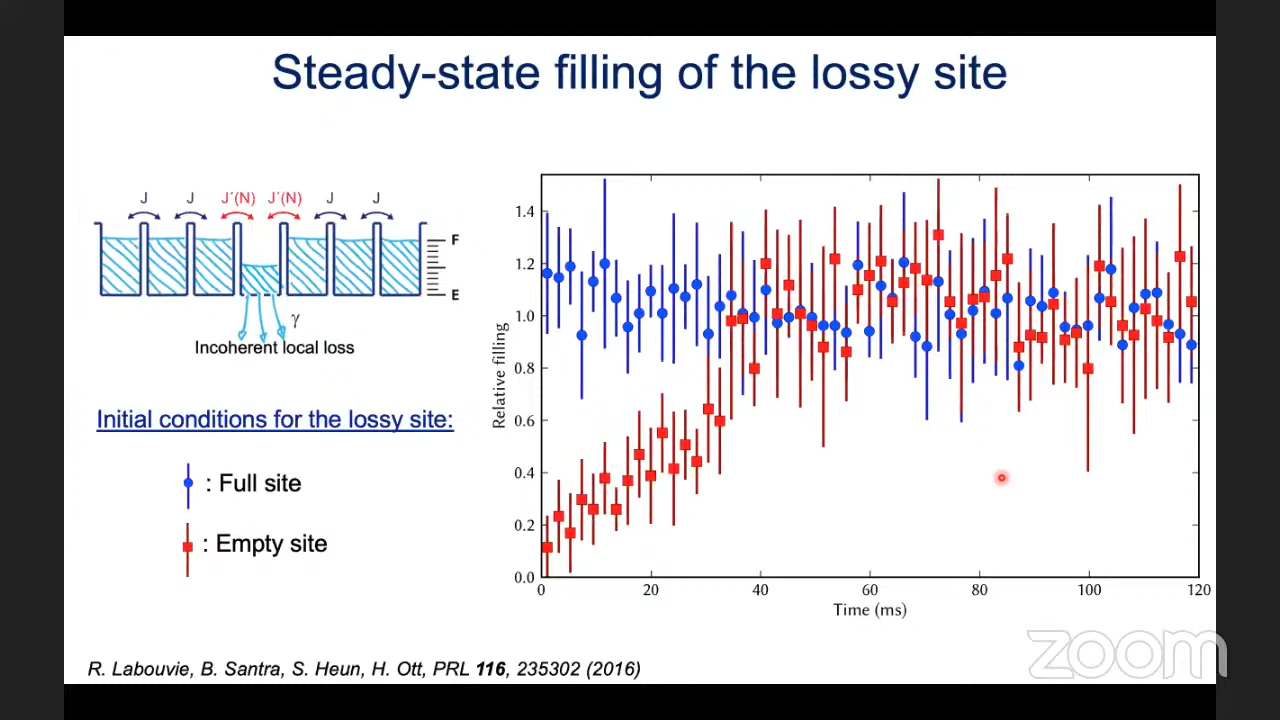 Steady-state filling of the lossy site
J J J´(N) J´(N) J J
F
E
γ
Incoherent local loss
Initial conditions for the lossy site:
: Full site
: Empty site
Relative filling
1.4
1.2
1.0
0.8
0.6
0.4
0.2
0.0
0 20 40 60 80 100 120
Time (ms)
R. Labouvie, B. Santra, S. Heun, H. Ott, PRL 116, 235302 (2016)
zoom